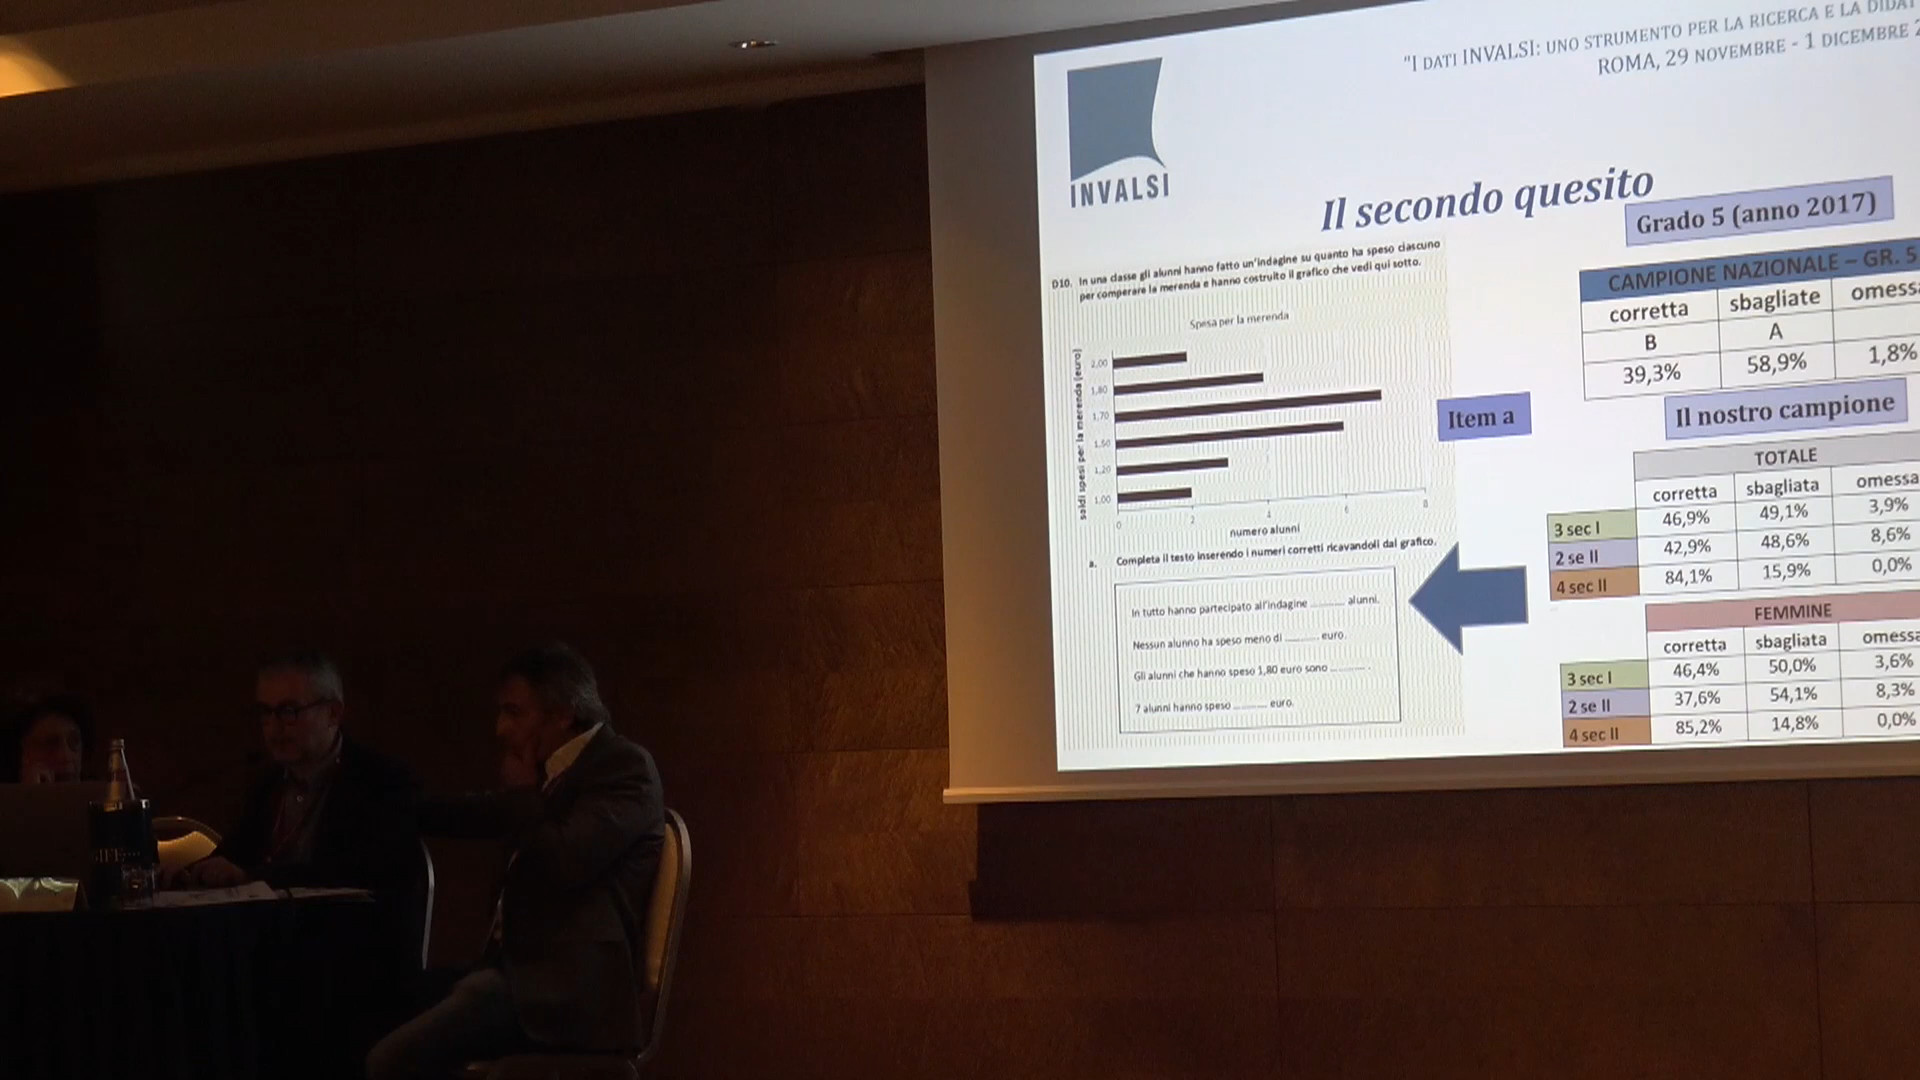 "I DATI INVALSI: UNO STRUMENTO PER LA RICERCA E LA DIDAT
ROMA, 29 NOVEMBRE - 1 DICEMBRE 2
INVALSI
Il secondo quesito
Grado 5 (anno 2017)
D10. In una classe gli alunni hanno fatto un'indagine su quanto ha speso ciascuno
per comperare la merenda e hanno costruito il grafico che vedi qui sotto.
Spesa per la merenda
soldi spesi per la merenda (euro)
2,00
1,80
1,70
1,50
1,20
1,00
0 2 4 6 8
numero alunni
a. Completa il testo inserendo i numeri corretti ricavandoli dal grafico.
In tutto hanno partecipato all'indagine .......... alunni.
Nessun alunno ha speso meno di .......... euro.
Gli alunni che hanno speso 1,80 euro sono .......... .
7 alunni hanno speso .......... euro.
Item a
CAMPIONE NAZIONALE – GR. 5
corretta sbagliate omessa
B A
39,3% 58,9% 1,8%
Il nostro campione
TOTALE
corretta sbagliata omessa
3 sec I 46,9% 49,1% 3,9%
2 se II 42,9% 48,6% 8,6%
4 sec II 84,1% 15,9% 0,0%
FEMMINE
corretta sbagliata omessa
3 sec I 46,4% 50,0% 3,6%
2 se II 37,6% 54,1% 8,3%
4 sec II 85,2% 14,8% 0,0%